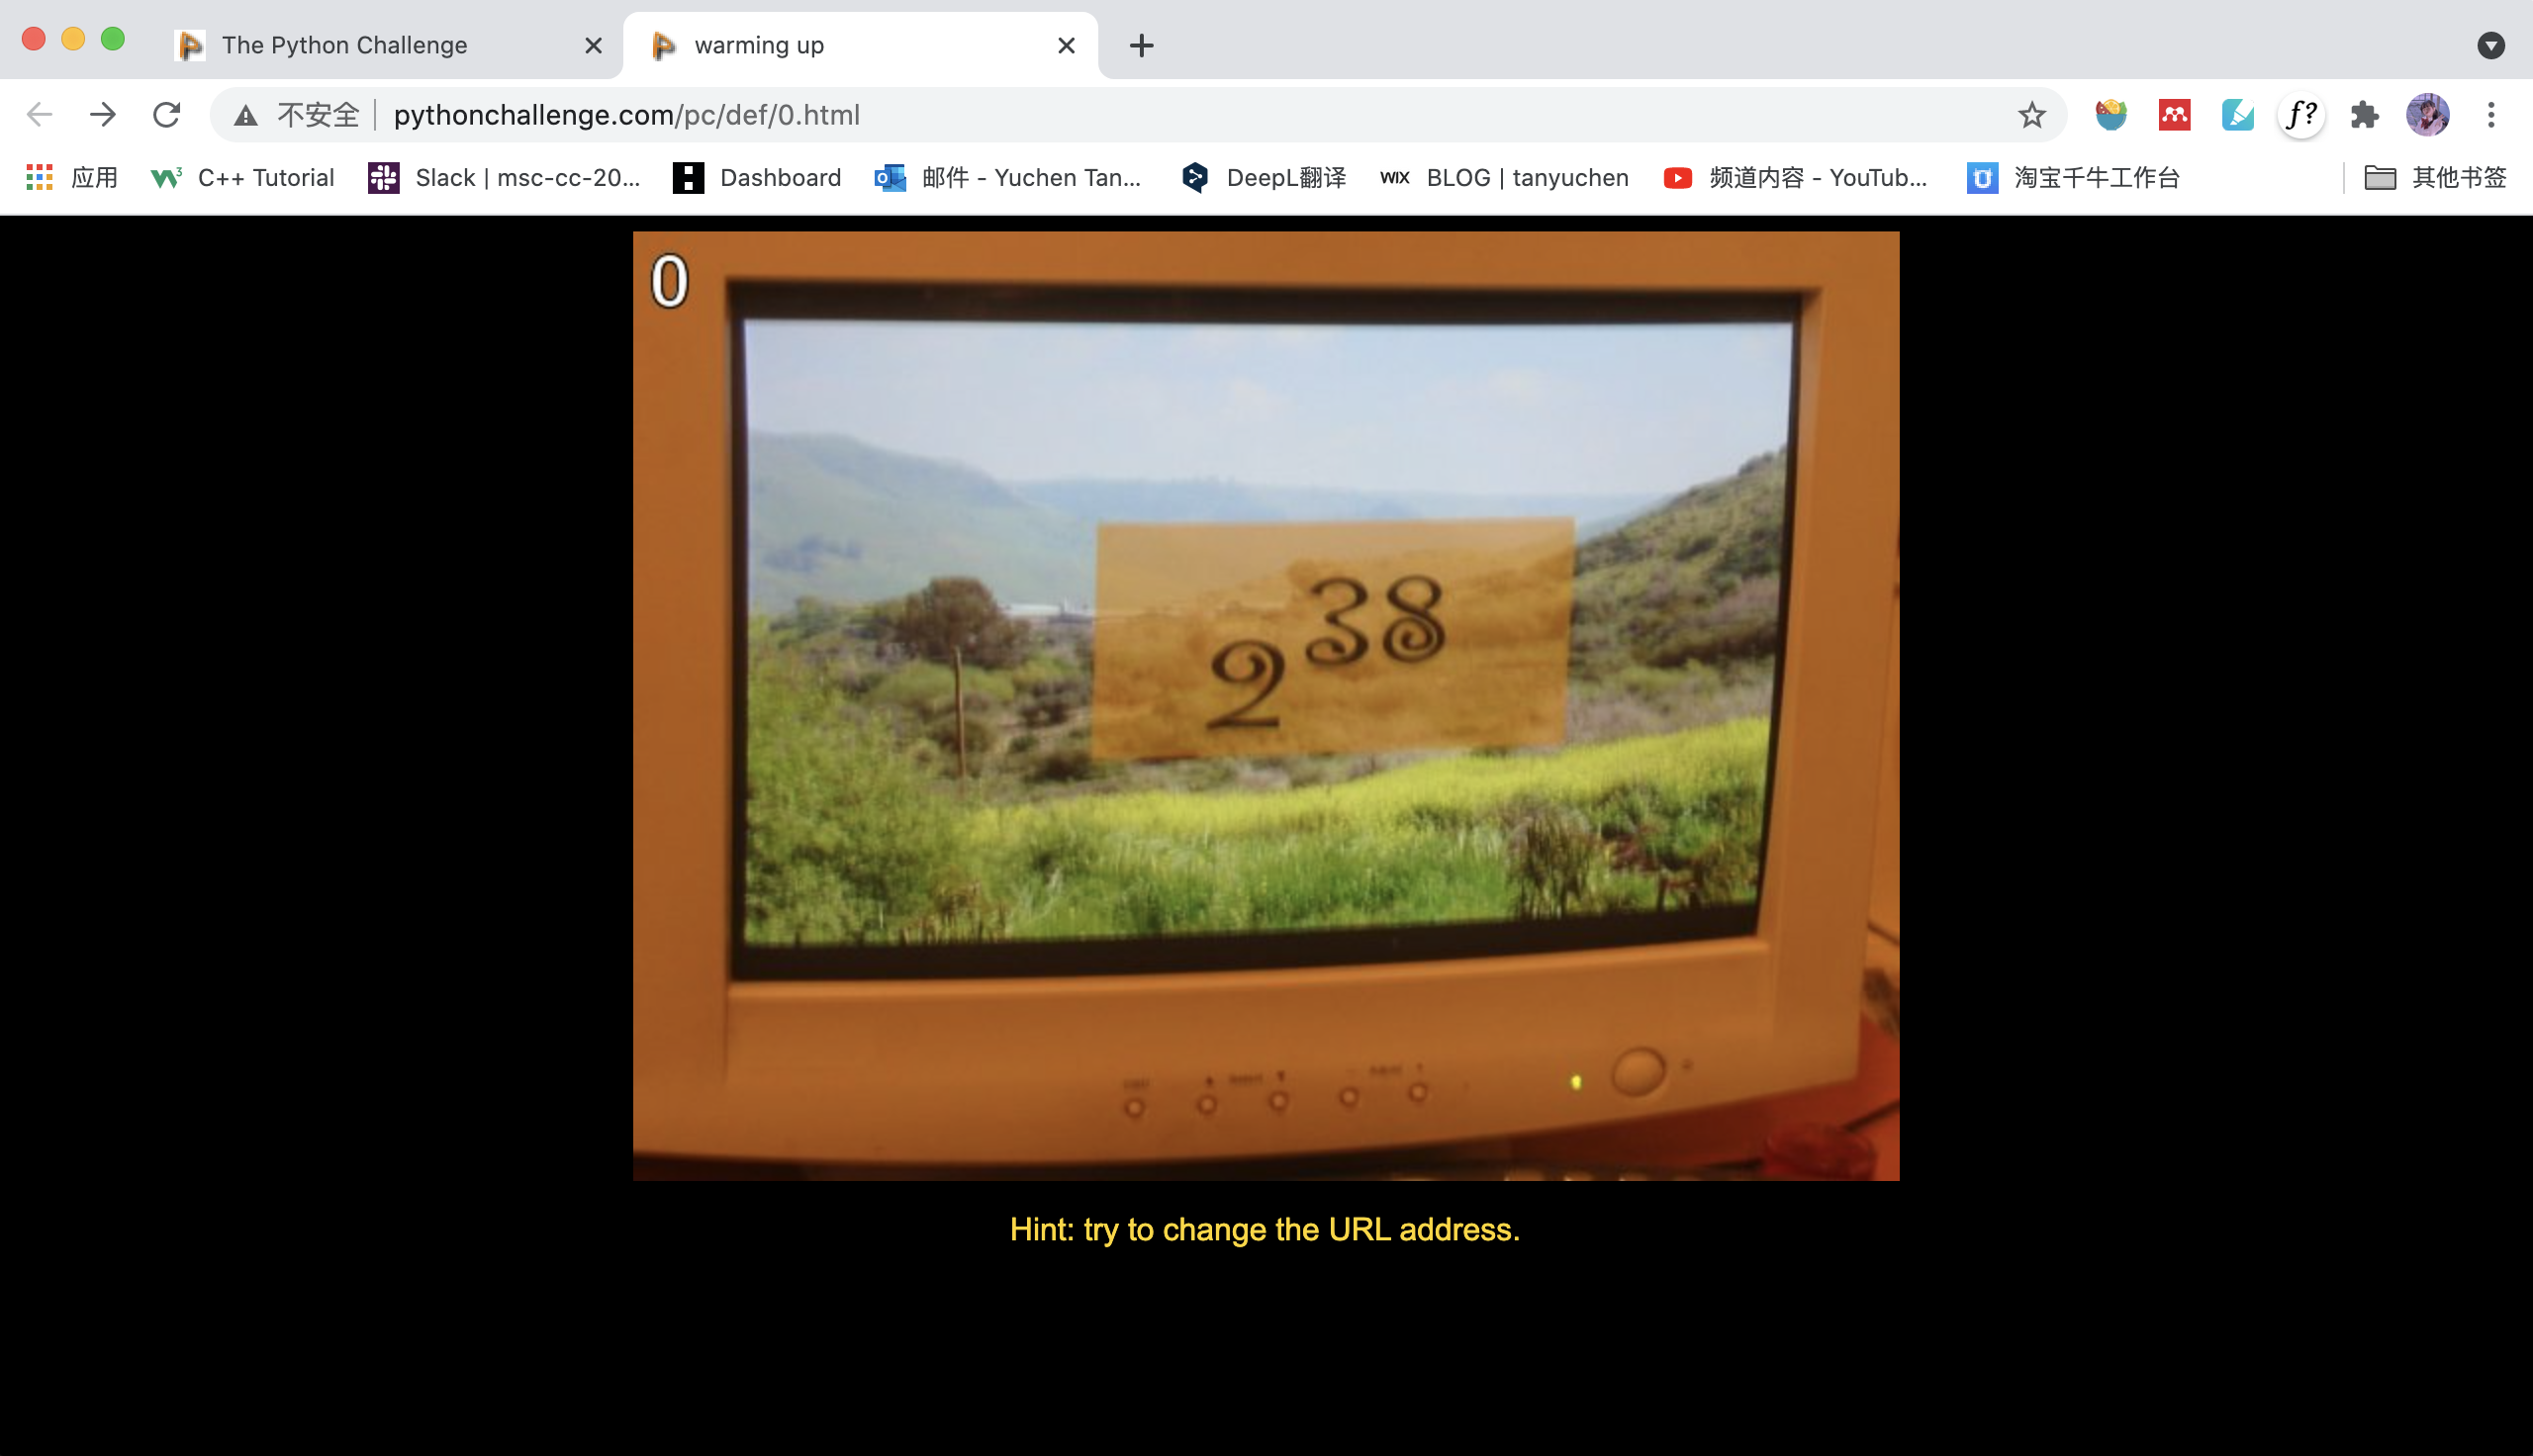 The Python Challenge
warming up
不安全 pythonchallenge.com/pc/def/0.html
f?
应用 C++ Tutorial Slack | msc-cc-20... Dashboard 邮件 - Yuchen Tan... DeepL翻译 WIX BLOG | tanyuchen 频道内容 - YouTub... 淘宝千牛工作台 其他书签
0
2³⁸
Hint: try to change the URL address.